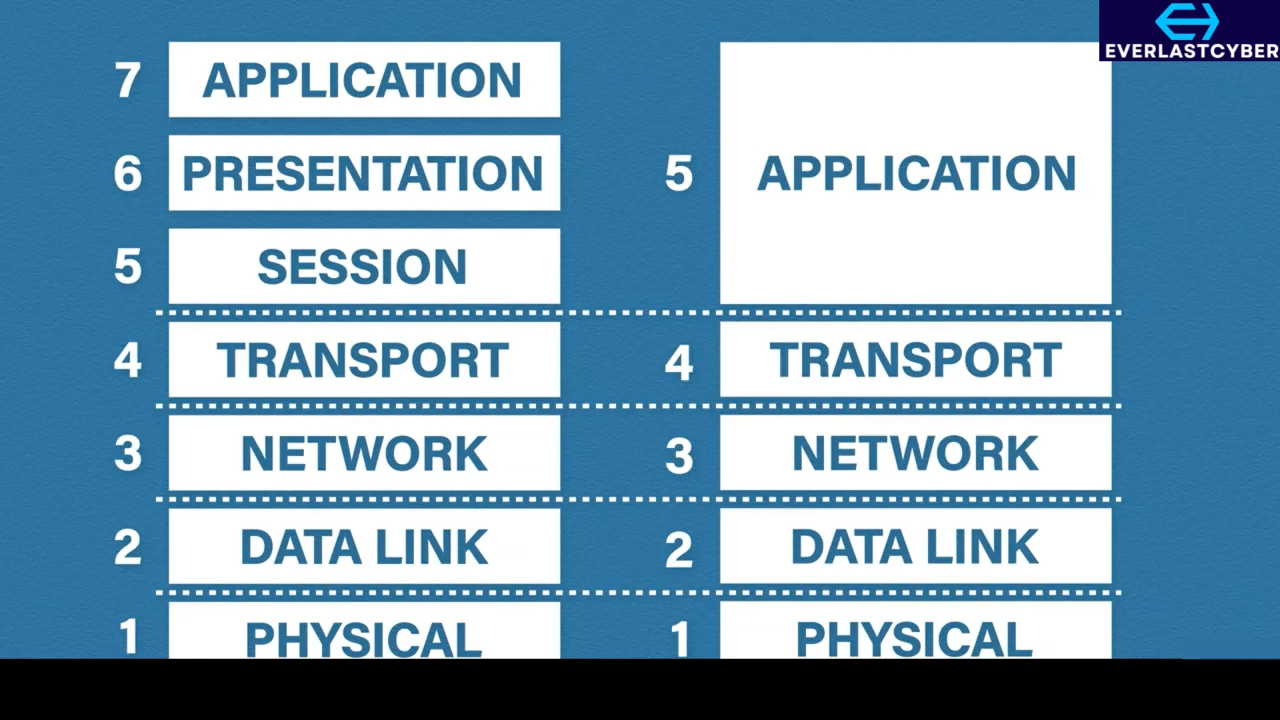 EVERLASTCYBER
7 APPLICATION
6 PRESENTATION
5 APPLICATION
5 SESSION
4 TRANSPORT
4 TRANSPORT
3 NETWORK
3 NETWORK
2 DATA LINK
2 DATA LINK
1 PHYSICAL
1 PHYSICAL